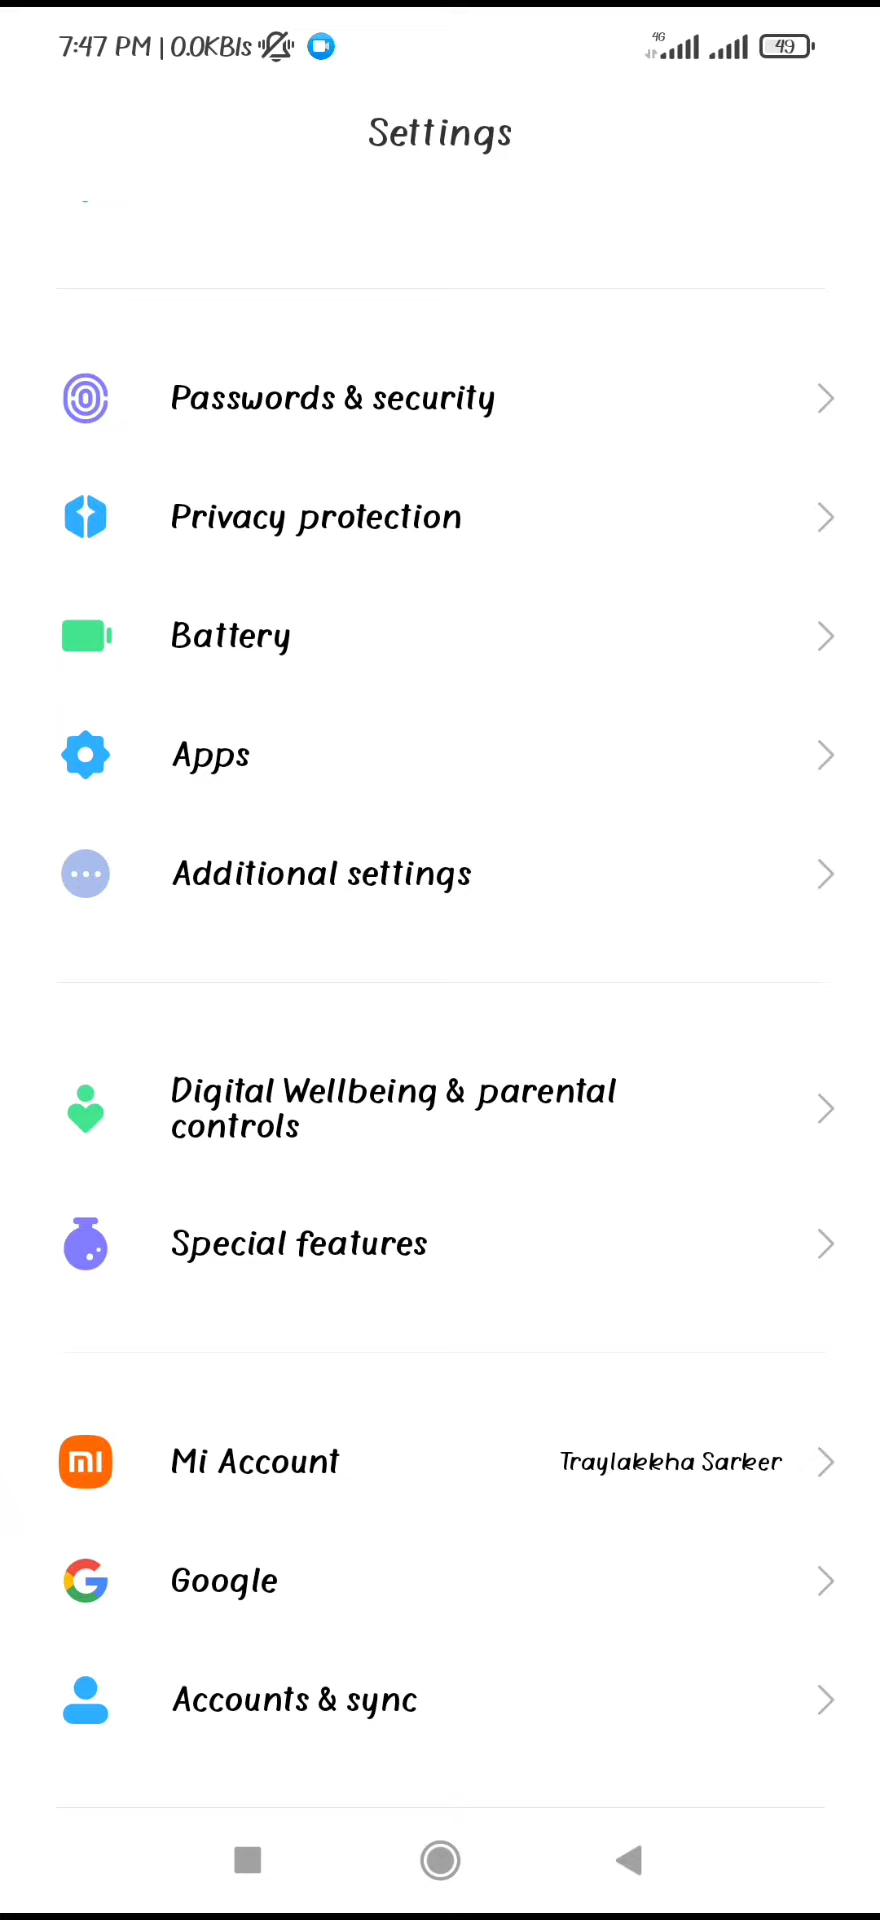 7:47 PM | 0.0KB/s
4G
49
Settings
Passwords & security
Privacy protection
Battery
Apps
Additional settings
Digital Wellbeing & parental
controls
Special features
Mi Account
Traylakkha Sarker
Google
Accounts & sync